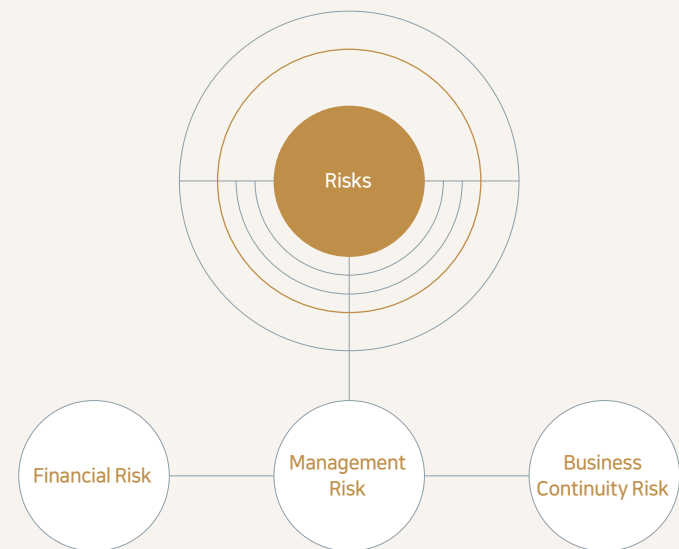 Risks
Financial Risk
Management
Risk
Business
Continuity Risk